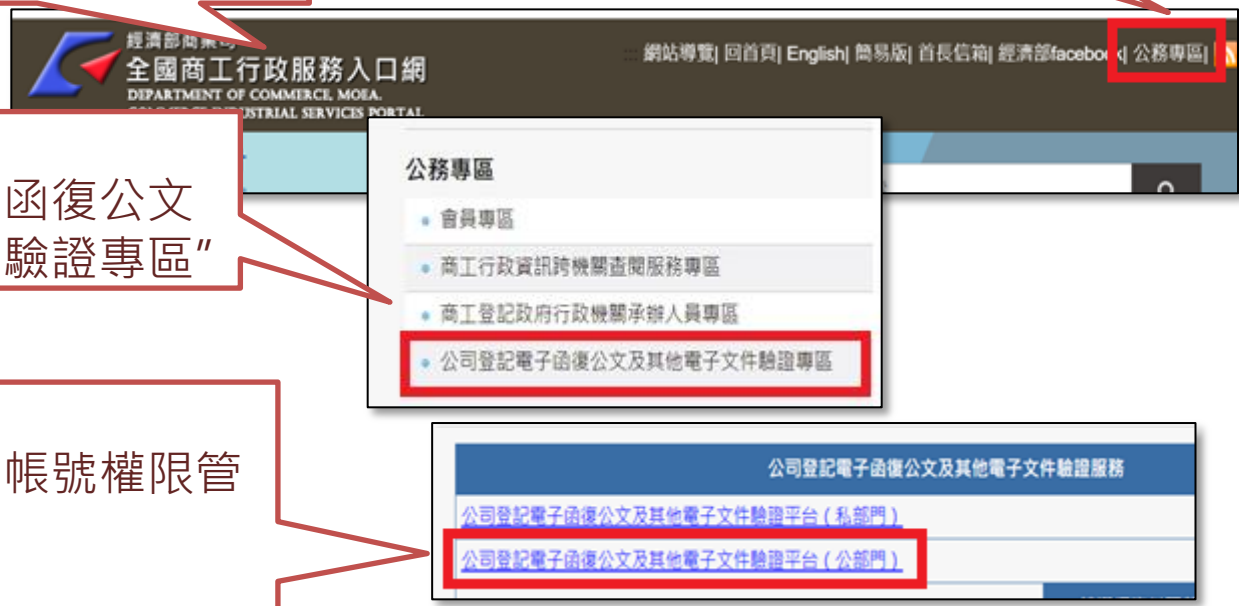 經濟部商業司
全國商工行政服務入口網
DEPARTMENT OF COMMERCE, MOEA.
COMMERCE INDUSTRIAL SERVICES PORTAL
::: 網站導覽| 回首頁| English| 簡易版| 首長信箱| 經濟部facebook| 公務專區|
函復公文
驗證專區"
公務專區
會員專區
商工行政資訊跨機關查閱服務專區
商工登記政府行政機關承辦人員專區
公司登記電子函復公文及其他電子文件驗證專區
帳號權限管
公司登記電子函復公文及其他電子文件驗證服務
公司登記電子函復公文及其他電子文件驗證平台(私部門)
公司登記電子函復公文及其他電子文件驗證平台(公部門)